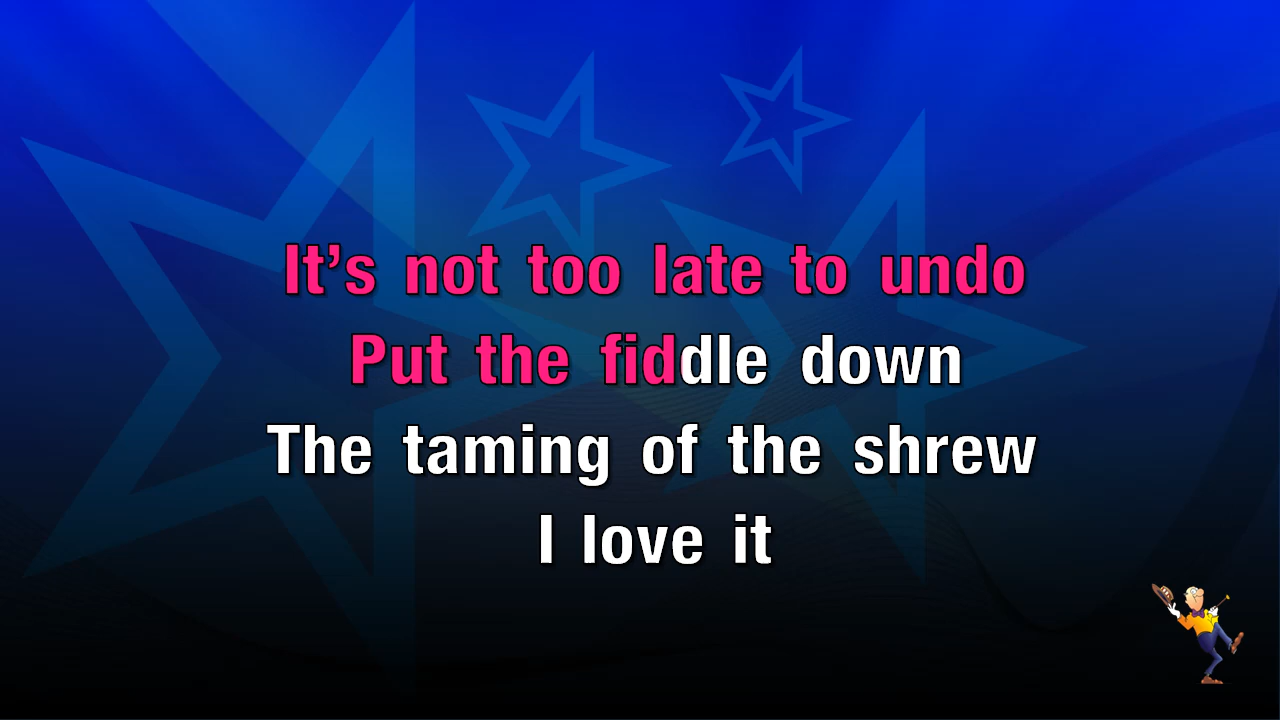 It’s not too late to undo
Put the fiddle down
The taming of the shrew
I love it